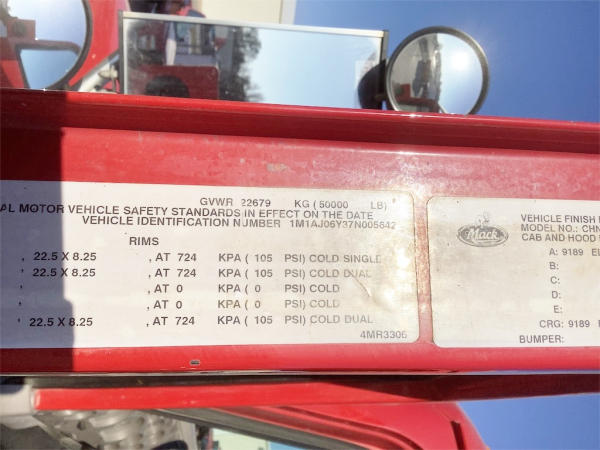 GVWR 22679 KG ( 50000 LB)
AL MOTOR VEHICLE SAFETY STANDARDS IN EFFECT ON THE DATE
VEHICLE IDENTIFICATION NUMBER 1M1AJ06Y37N005642
RIMS
, 22.5 X 8.25 , AT 724 KPA ( 105 PSI) COLD SINGLE
' 22.5 X 8.25 , AT 724 KPA ( 105 PSI) COLD DUAL
' , AT 0 KPA ( 0 PSI) COLD
' , AT 0 KPA ( 0 PSI) COLD
' 22.5 X 8.25 , AT 724 KPA ( 105 PSI) COLD DUAL
4MR3306
Mack
VEHICLE FINISH
MODEL NO.: CHN
CAB AND HOOD
A: 9189 EL
B:
C:
D:
E:
CRG: 9189
BUMPER: